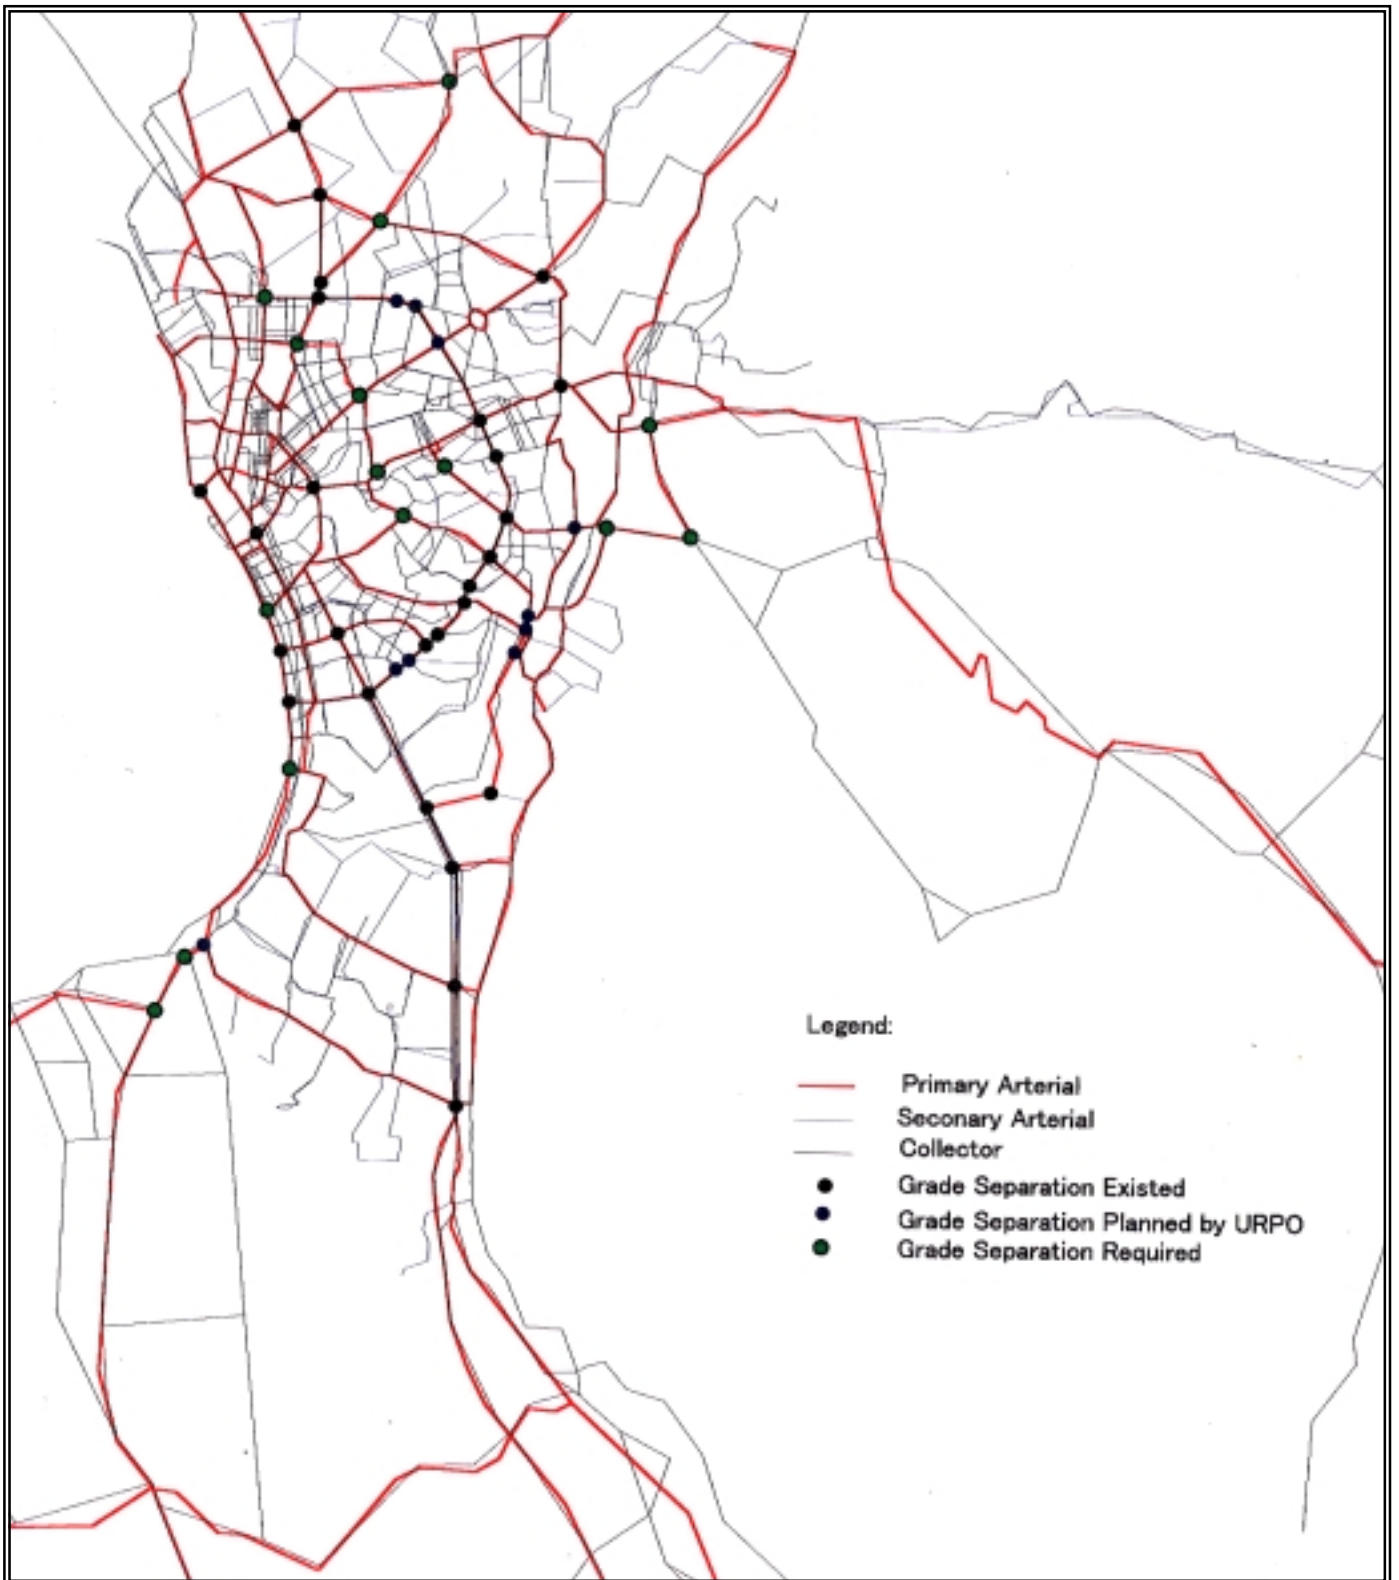 Legend:
Primary Arterial
Seconary Arterial
Collector
Grade Separation Existed
Grade Separation Planned by URPO
Grade Separation Required